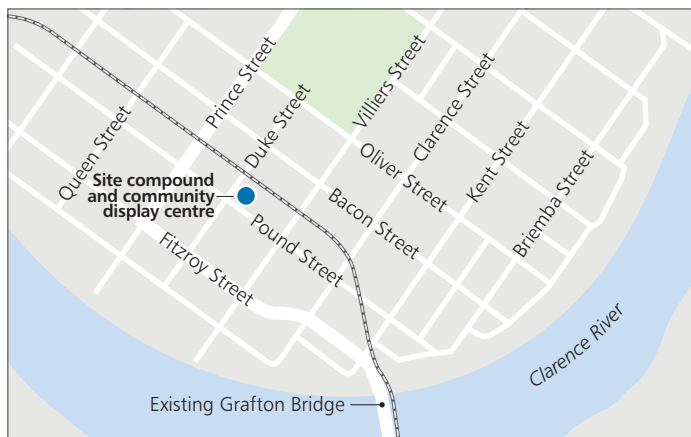 Prince Street
Villiers Street
Clarence Street
Duke Street
Queen Street
Oliver Street
Kent Street
Site compound
and community
display centre
Bacon Street
Briemba Street
Pound Street
Fitzroy Street
Clarence River
Existing Grafton Bridge